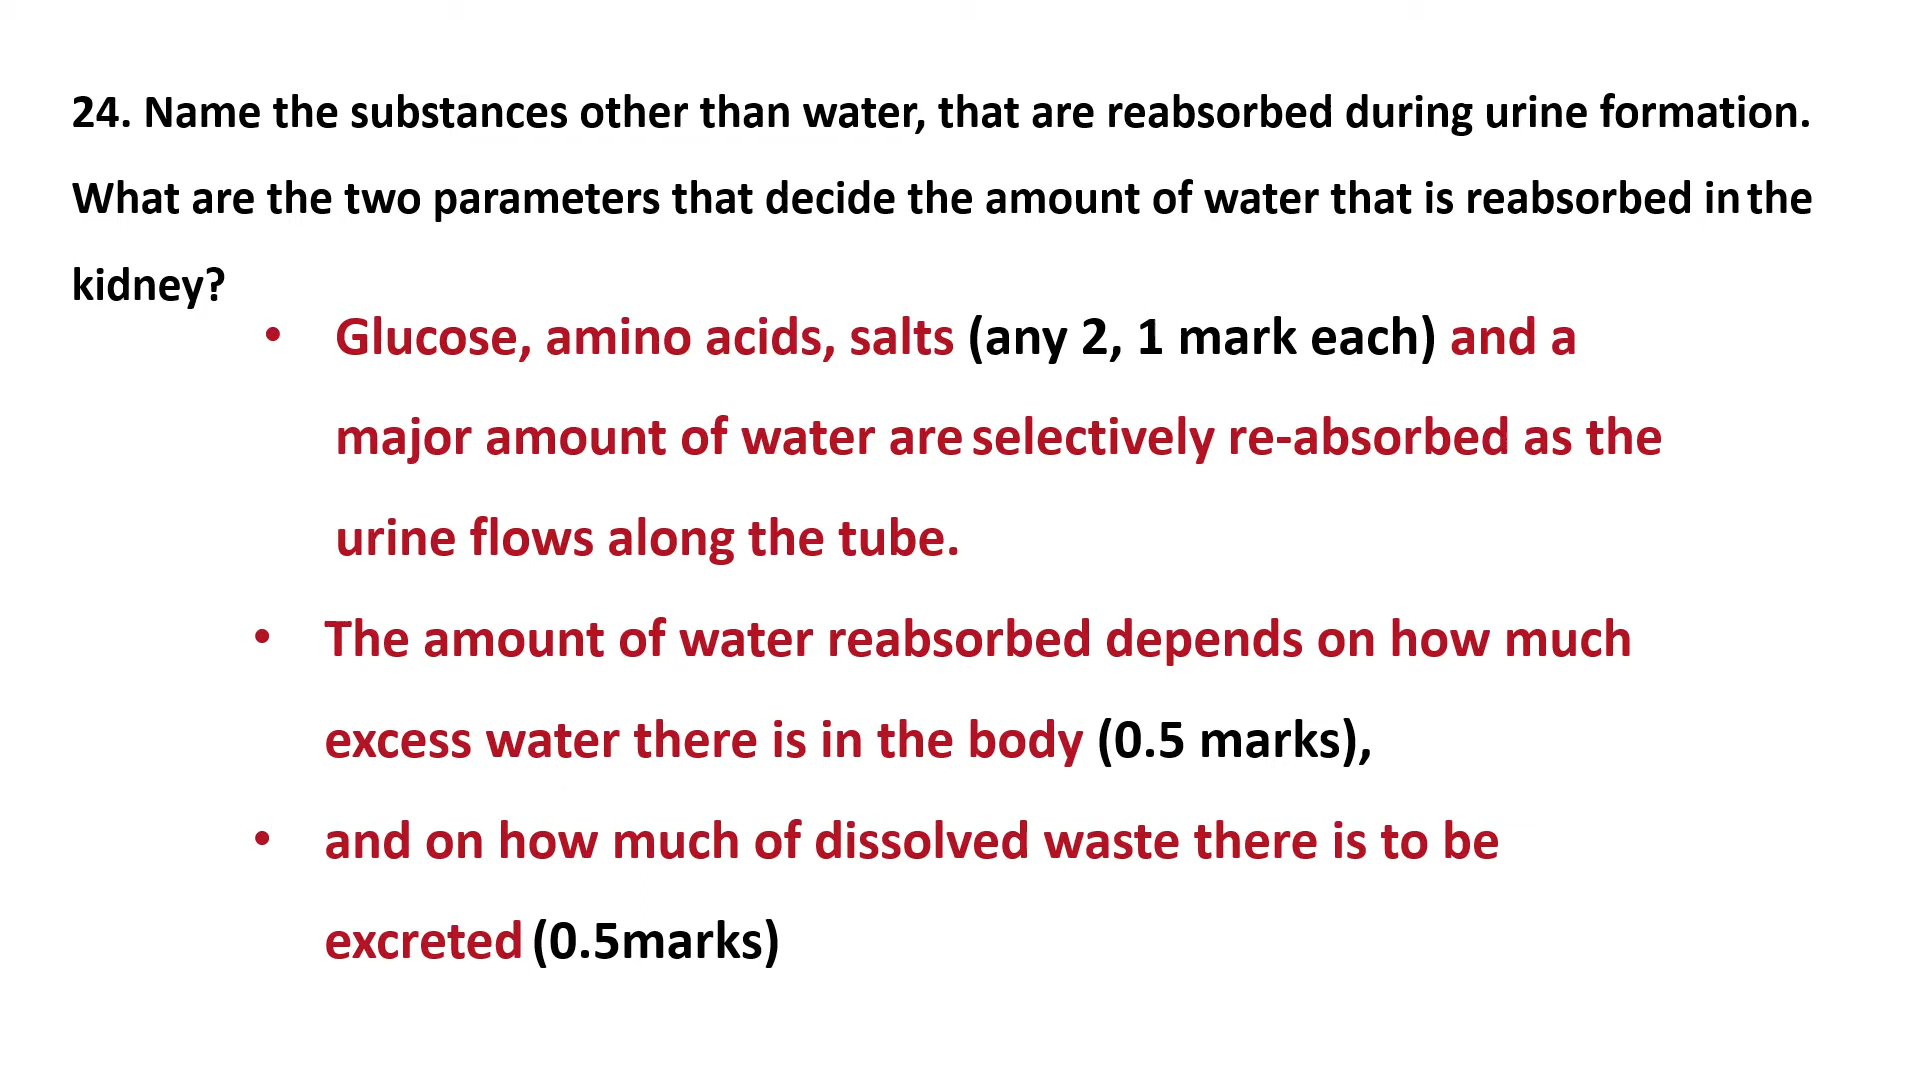 24. Name the substances other than water, that are reabsorbed during urine formation.
What are the two parameters that decide the amount of water that is reabsorbed in the
kidney?
• Glucose, amino acids, salts (any 2, 1 mark each) and a
major amount of water are selectively re-absorbed as the
urine flows along the tube.
• The amount of water reabsorbed depends on how much
excess water there is in the body (0.5 marks),
• and on how much of dissolved waste there is to be
excreted (0.5marks)